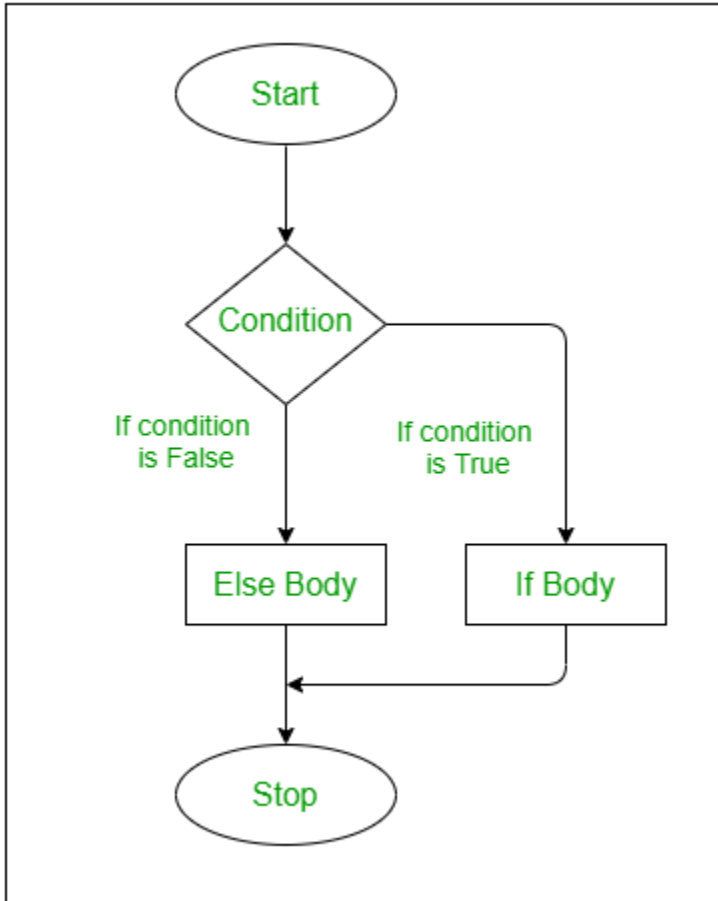 Start
Condition
If condition
is False
If condition
is True
Else Body
If Body
Stop